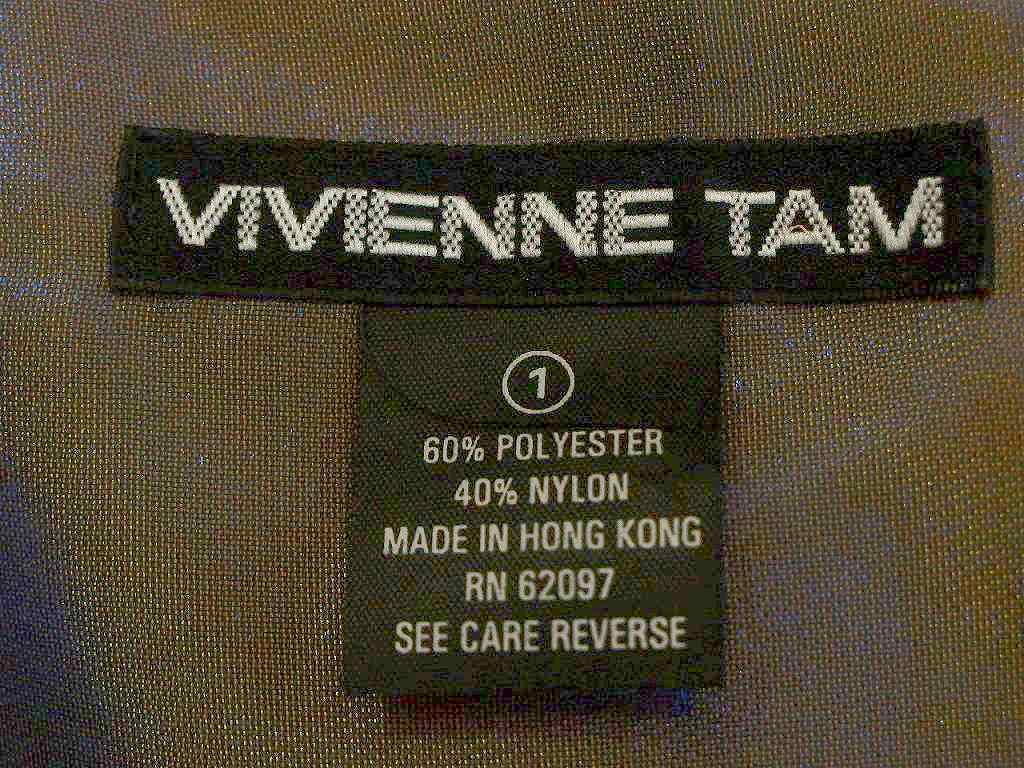 VIVIENNE TAM
1
60% POLYESTER
40% NYLON
MADE IN HONG KONG
RN 62097
SEE CARE REVERSE